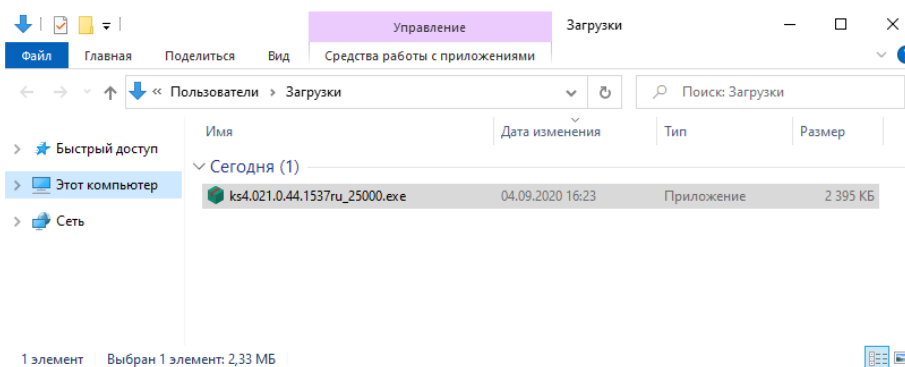 Управление Загрузки
Файл Главная Поделиться Вид Средства работы с приложениями
« Пользователи › Загрузки Поиск: Загрузки
Имя Дата изменения Тип Размер
Быстрый доступ
Сегодня (1)
Этот компьютер
ks4.021.0.44.1537ru_25000.exe 04.09.2020 16:23 Приложение 2 395 КБ
Сеть
1 элемент Выбран 1 элемент: 2,33 МБ